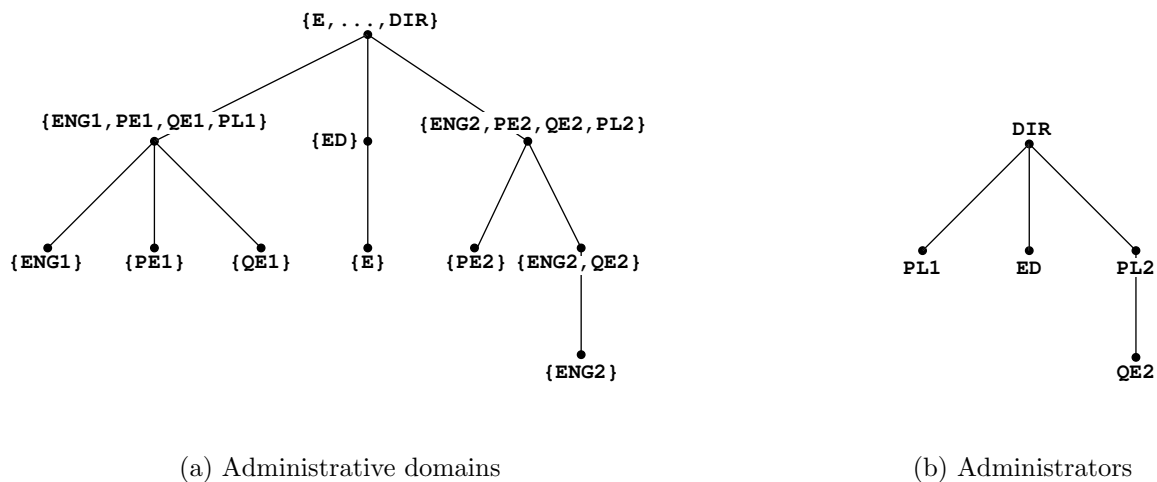 {E,...,DIR}
{ENG1,PE1,QE1,PL1}
{ED}
{ENG2,PE2,QE2,PL2}
{ENG1}
{PE1}
{QE1}
{E}
{PE2}
{ENG2,QE2}
{ENG2}
(a) Administrative domains
DIR
PL1
ED
PL2
QE2
(b) Administrators